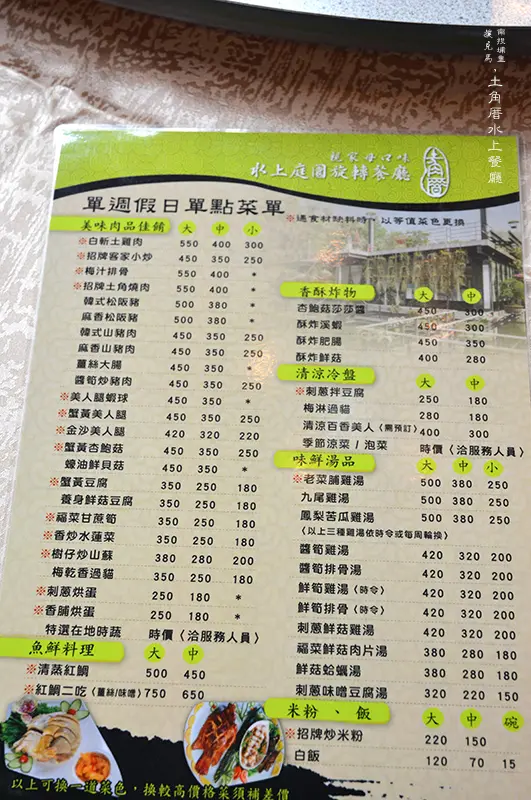 南投埔里
撲克馬，土角厝水上餐廳
土角厝
親家母口味
水上庭園旋轉餐廳
單週假日單點菜單
※遇食材缺料時，以等值菜色更換
美味肉品佳餚 大 中 小
※白斬土雞肉 550 400 300
※招牌客家小炒 450 350 250
※梅汁排骨 550 400 *
※招牌土角燒肉 550 400 *
韓式松阪豬 500 380 *
麻香松阪豬 500 380 *
韓式山豬肉 450 350 250
麻香山豬肉 450 350 250
薑絲大腸 450 350 *
醬筍炒豬肉 450 350 250
※美人腿蝦球 450 350 *
※蟹黃美人腿 450 350 250
※金沙美人腿 420 320 220
※蟹黃杏鮑菇 450 350 250
蠔油鮮貝菇 450 350 *
※蟹黃豆腐 350 250 180
養身鮮菇豆腐 350 250 180
※福菜甘蔗筍 350 250 180
※香炒水蓮菜 350 250 180
※樹仔炒山蘇 380 280 200
梅乾香過貓 350 250 180
※刺蔥烘蛋 250 180 *
※香脯烘蛋 250 180 *
特選在地時蔬 時價〈洽服務人員〉
魚鮮料理 大 中
※清蒸紅鯛 500 450
※紅鯛二吃〈薑絲/味噌〉750 650
香酥炸物 大 中
杏鮑菇莎莎醬 450 300
酥炸溪蝦 450 300
酥炸肥腸 450 350
酥炸鮮菇 400 280
清涼冷盤 大 中
※刺蔥拌豆腐 250 180
梅淋過貓 280 180
清涼百香美人〈需預訂〉400 300
季節涼菜 / 泡菜 時價〈洽服務人員〉
味鮮湯品 大 中 小
※老菜脯雞湯 500 380 250
九尾雞湯 500 380 250
鳳梨苦瓜雞湯 500 380 250
〈以上三種雞湯依時令或每周輪換〉
醬筍雞湯 420 320 200
醬筍排骨湯 420 320 200
鮮筍雞湯〈時令〉 420 320 200
鮮筍排骨〈時令〉 420 320 200
刺蔥鮮菇雞湯 420 320 200
福菜鮮菇肉片湯 380 280 180
鮮菇蛤蠣湯 380 280 180
刺蔥味噌豆腐湯 320 220 150
米粉、飯 大 中 碗
※招牌炒米粉 220 150
白飯 120 70 15
以上可換一道菜色，換較高價格菜須補差價